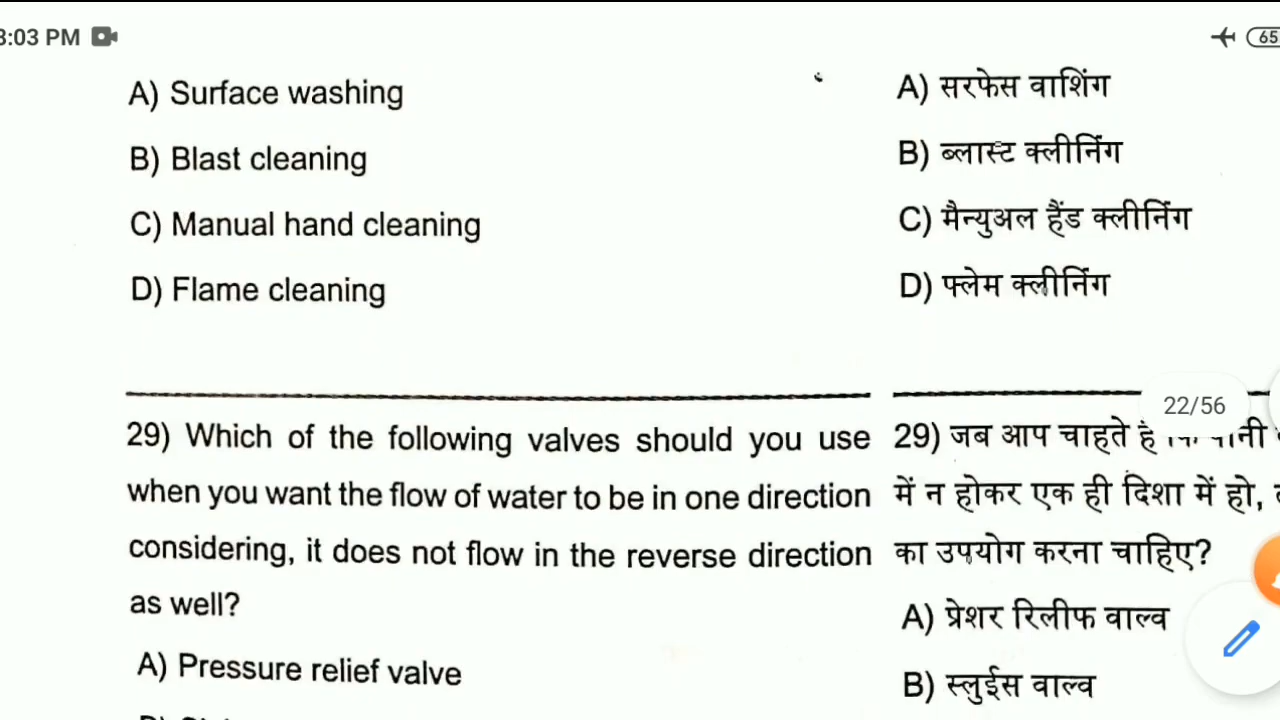 3:03 PM
65
A) Surface washing
B) Blast cleaning
C) Manual hand cleaning
D) Flame cleaning
29) Which of the following valves should you use
when you want the flow of water to be in one direction
considering, it does not flow in the reverse direction
as well?
A) Pressure relief valve
A) सरफेस वाशिंग
B) ब्लास्ट क्लीनिंग
C) मैन्युअल हैंड क्लीनिंग
D) फ्लेम क्लीनिंग
22/56
29) जब आप चाहते
में न होकर एक ही दिशा में हो,
का उपयोग करना चाहिए?
A) प्रेशर रिलीफ वाल्व
B) स्लुईस वाल्व